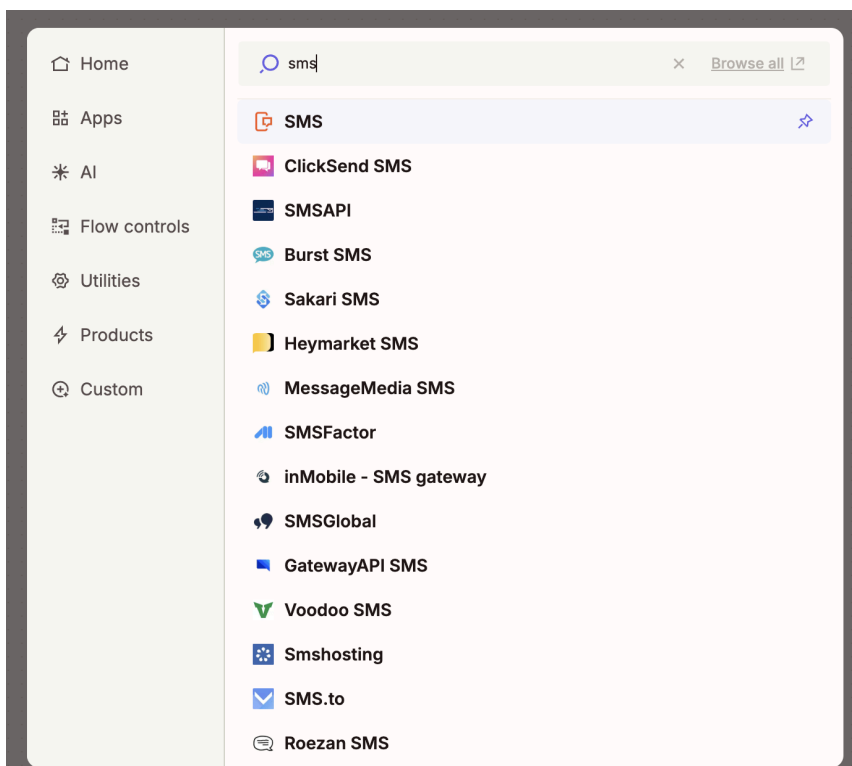 Home
Apps
AI
Flow controls
Utilities
Products
Custom
sms
Browse all
SMS
ClickSend SMS
SMSAPI
Burst SMS
Sakari SMS
Heymarket SMS
MessageMedia SMS
SMSFactor
inMobile - SMS gateway
SMSGlobal
GatewayAPI SMS
Voodoo SMS
Smshosting
SMS.to
Roezan SMS